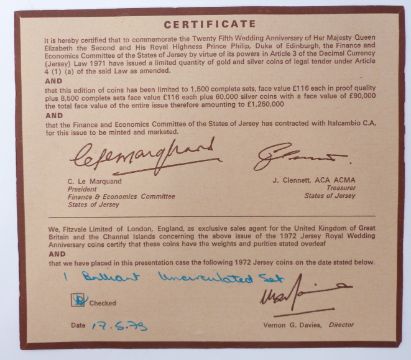 CERTIFICATE
It is hereby certified that to commemorate the Twenty Fifth Wedding Anniversary of Her Majesty Queen
Elizabeth the Second and His Royal Highness Prince Philip, Duke of Edinburgh, the Finance and
Economics Committee of the States of Jersey by virtue of its powers in Article 3 of the Decimal Currency
(Jersey) Law 1971 have issued a limited quantity of gold and silver coins of legal tender under Article
4 (1) (a) of the said Law as amended.
AND
that this edition of coins has been limited to 1,500 complete sets, face value £116 each in proof quality
plus 8,500 complete sets face value £116 each plus 60,000 silver coins with a face value of £90,000
the total face value of the entire issue therefore amounting to £1,250,000
AND
that the Finance and Economics Committee of the States of Jersey has contracted with Italcambio C.A.
for this issue to be minted and marketed.
C. Le Marquand
President
Finance & Economics Committee
States of Jersey
J. Clennett, ACA ACMA
Treasurer
States of Jersey
We, Fitzvale Limited of London, England, as exclusive sales agent for the United Kingdom of Great
Britain and the Channel Islands concerning the above issue of the 1972 Jersey Royal Wedding
Anniversary coins certify that these coins have the weights and purities stated overleaf
AND
that we have placed in this presentation case the following 1972 Jersey coins on the date stated below.
1 Brilliant Uncirculated Set
Checked
Date 17.5.73
Vernon G. Davies, Director